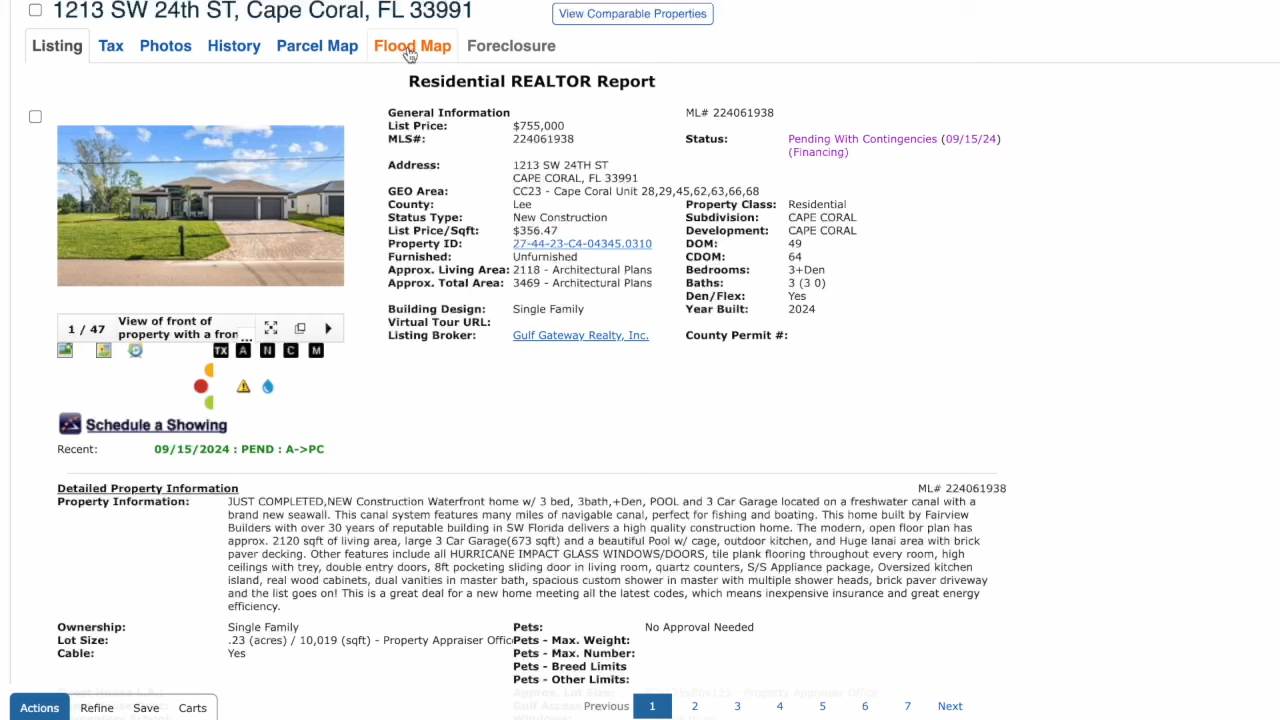 1213 SW 24th ST, Cape Coral, FL 33991
View Comparable Properties
Listing Tax Photos History Parcel Map Flood Map Foreclosure
Residential REALTOR Report
General Information ML# 224061938
List Price: $755,000
MLS#: 224061938 Status: Pending With Contingencies (09/15/24)
(Financing)
Address: 1213 SW 24TH ST
CAPE CORAL, FL 33991
GEO Area: CC23 - Cape Coral Unit 28,29,45,62,63,66,68
County: Lee Property Class: Residential
Status Type: New Construction Subdivision: CAPE CORAL
List Price/Sqft: $356.47 Development: CAPE CORAL
Property ID: 27-44-23-C4-04345.0310 DOM: 49
Furnished: Unfurnished CDOM: 64
Approx. Living Area: 2118 - Architectural Plans Bedrooms: 3+Den
Approx. Total Area: 3469 - Architectural Plans Baths: 3 (3 0)
Den/Flex: Yes
Building Design: Single Family Year Built: 2024
Virtual Tour URL:
Listing Broker: Gulf Gateway Realty, Inc. County Permit #:
1 / 47 View of front of
property with a fron...
TX A N C M
Schedule a Showing
Recent: 09/15/2024 : PEND : A->PC
Detailed Property Information ML# 224061938
Property Information: JUST COMPLETED,NEW Construction Waterfront home w/ 3 bed, 3bath,+Den, POOL and 3 Car Garage located on a freshwater canal with a
brand new seawall. This canal system features many miles of navigable canal, perfect for fishing and boating. This home built by Fairview
Builders with over 30 years of reputable building in SW Florida delivers a high quality construction home. The modern, open floor plan has
approx. 2120 sqft of living area, large 3 Car Garage(673 sqft) and a beautiful Pool w/ cage, outdoor kitchen, and Huge lanai area with brick
paver decking. Other features include all HURRICANE IMPACT GLASS WINDOWS/DOORS, tile plank flooring throughout every room, high
ceilings with trey, double entry doors, 8ft pocketing sliding door in living room, quartz counters, S/S Appliance package, Oversized kitchen
island, real wood cabinets, dual vanities in master bath, spacious custom shower in master with multiple shower heads, brick paver driveway
and the list goes on! This is a great deal for a new home meeting all the latest codes, which means inexpensive insurance and great energy
efficiency.
Ownership: Single Family Pets: No Approval Needed
Lot Size: .23 (acres) / 10,019 (sqft) - Property Appraiser Offic Pets - Max. Weight:
Cable: Yes Pets - Max. Number:
Pets - Breed Limits
Pets - Other Limits:
Actions Refine Save Carts Previous 1 2 3 4 5 6 7 Next